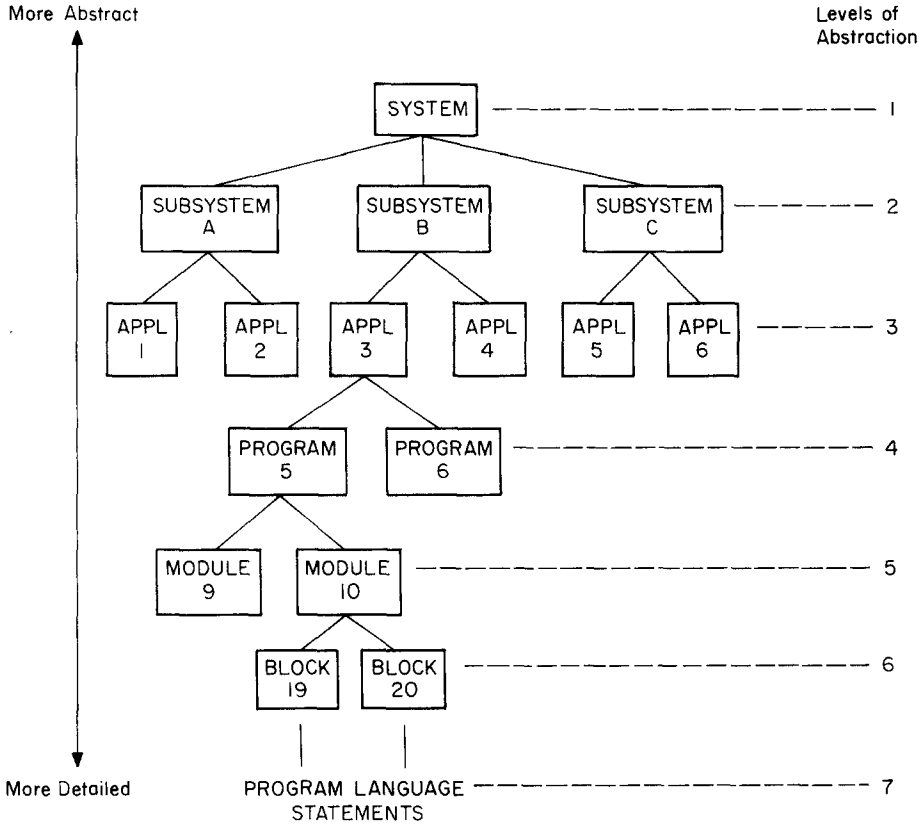 More Abstract
Levels of
Abstraction
SYSTEM
1
SUBSYSTEM
A
SUBSYSTEM
B
SUBSYSTEM
C
2
APPL
1
APPL
2
APPL
3
APPL
4
APPL
5
APPL
6
3
PROGRAM
5
PROGRAM
6
4
MODULE
9
MODULE
10
5
BLOCK
19
BLOCK
20
6
More Detailed
PROGRAM LANGUAGE
STATEMENTS
7